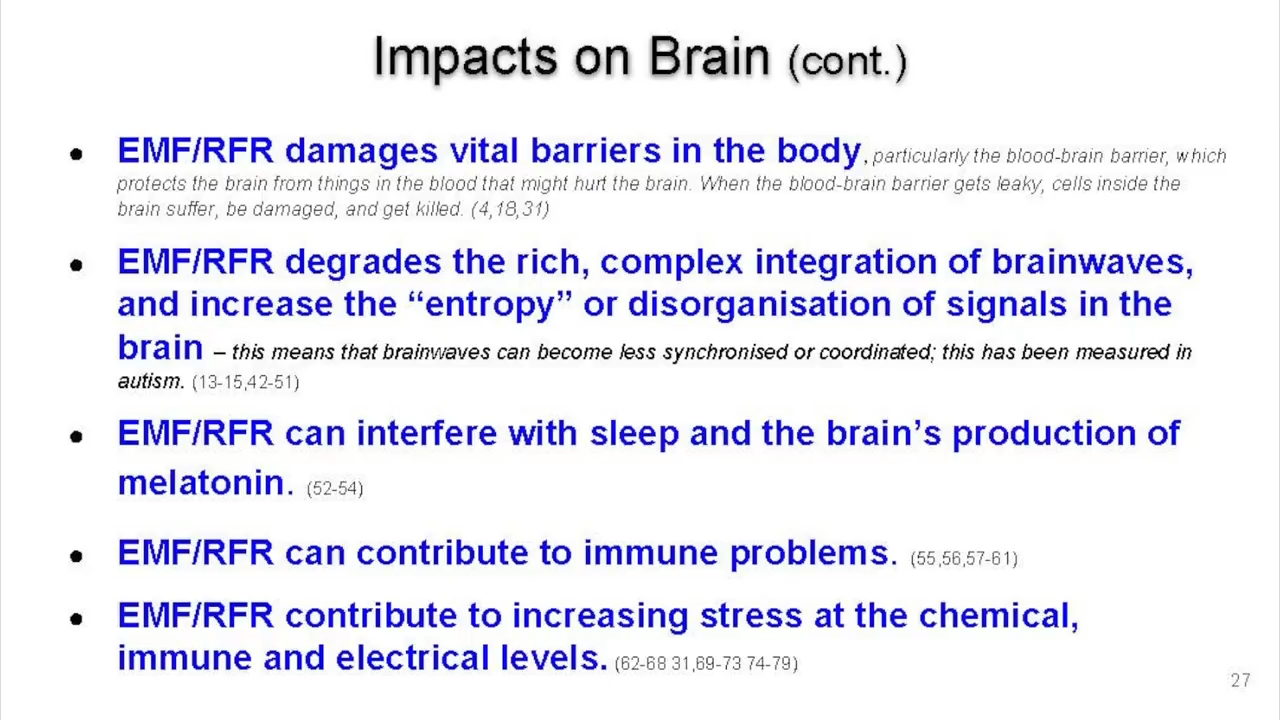 Impacts on Brain (cont.)
• EMF/RFR damages vital barriers in the body, particularly the blood-brain barrier, which
protects the brain from things in the blood that might hurt the brain. When the blood-brain barrier gets leaky, cells inside the
brain suffer, be damaged, and get killed. (4,18,31)
• EMF/RFR degrades the rich, complex integration of brainwaves,
and increase the “entropy” or disorganisation of signals in the
brain – this means that brainwaves can become less synchronised or coordinated; this has been measured in
autism. (13-15,42-51)
• EMF/RFR can interfere with sleep and the brain’s production of
melatonin. (52-54)
• EMF/RFR can contribute to immune problems. (55,56,57-61)
• EMF/RFR contribute to increasing stress at the chemical,
immune and electrical levels. (62-68 31,69-73 74-79)
27